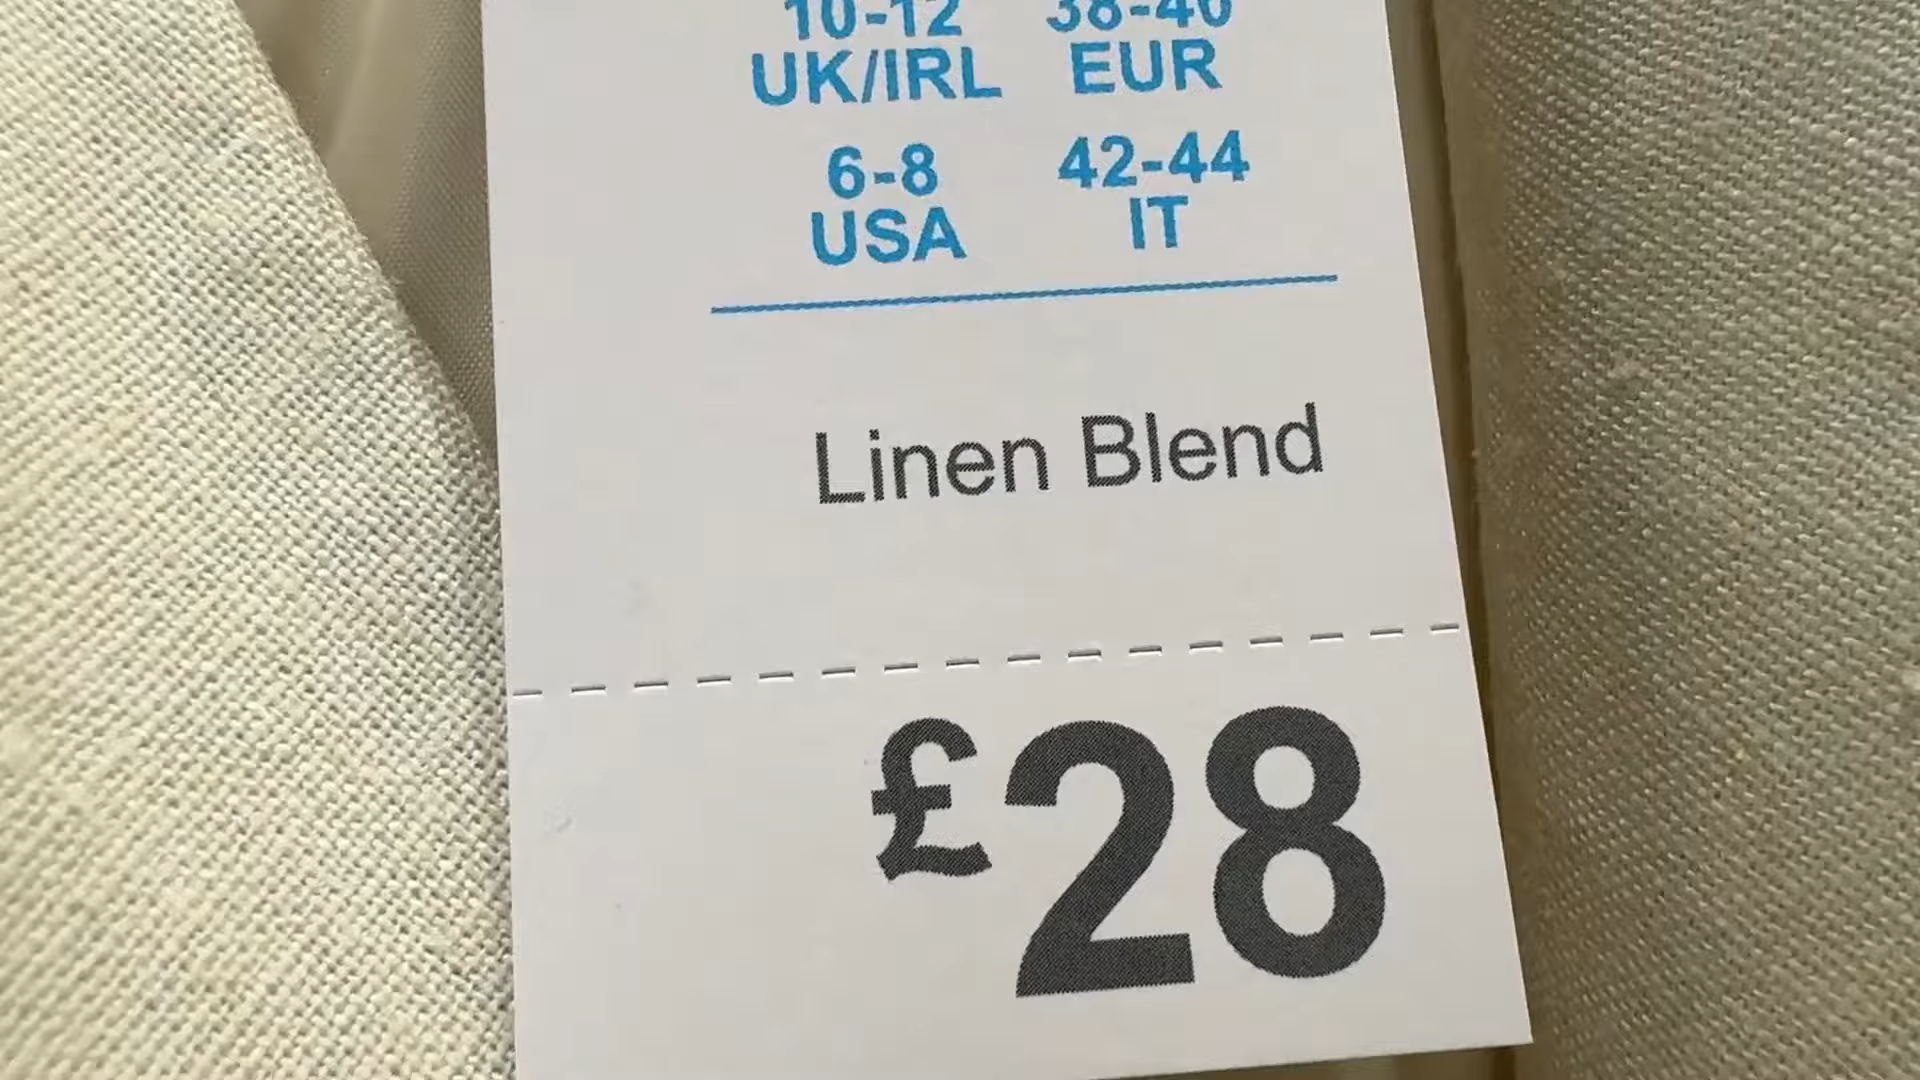 10-12 38-40
UK/IRL EUR
6-8 42-44
USA IT
Linen Blend
£28